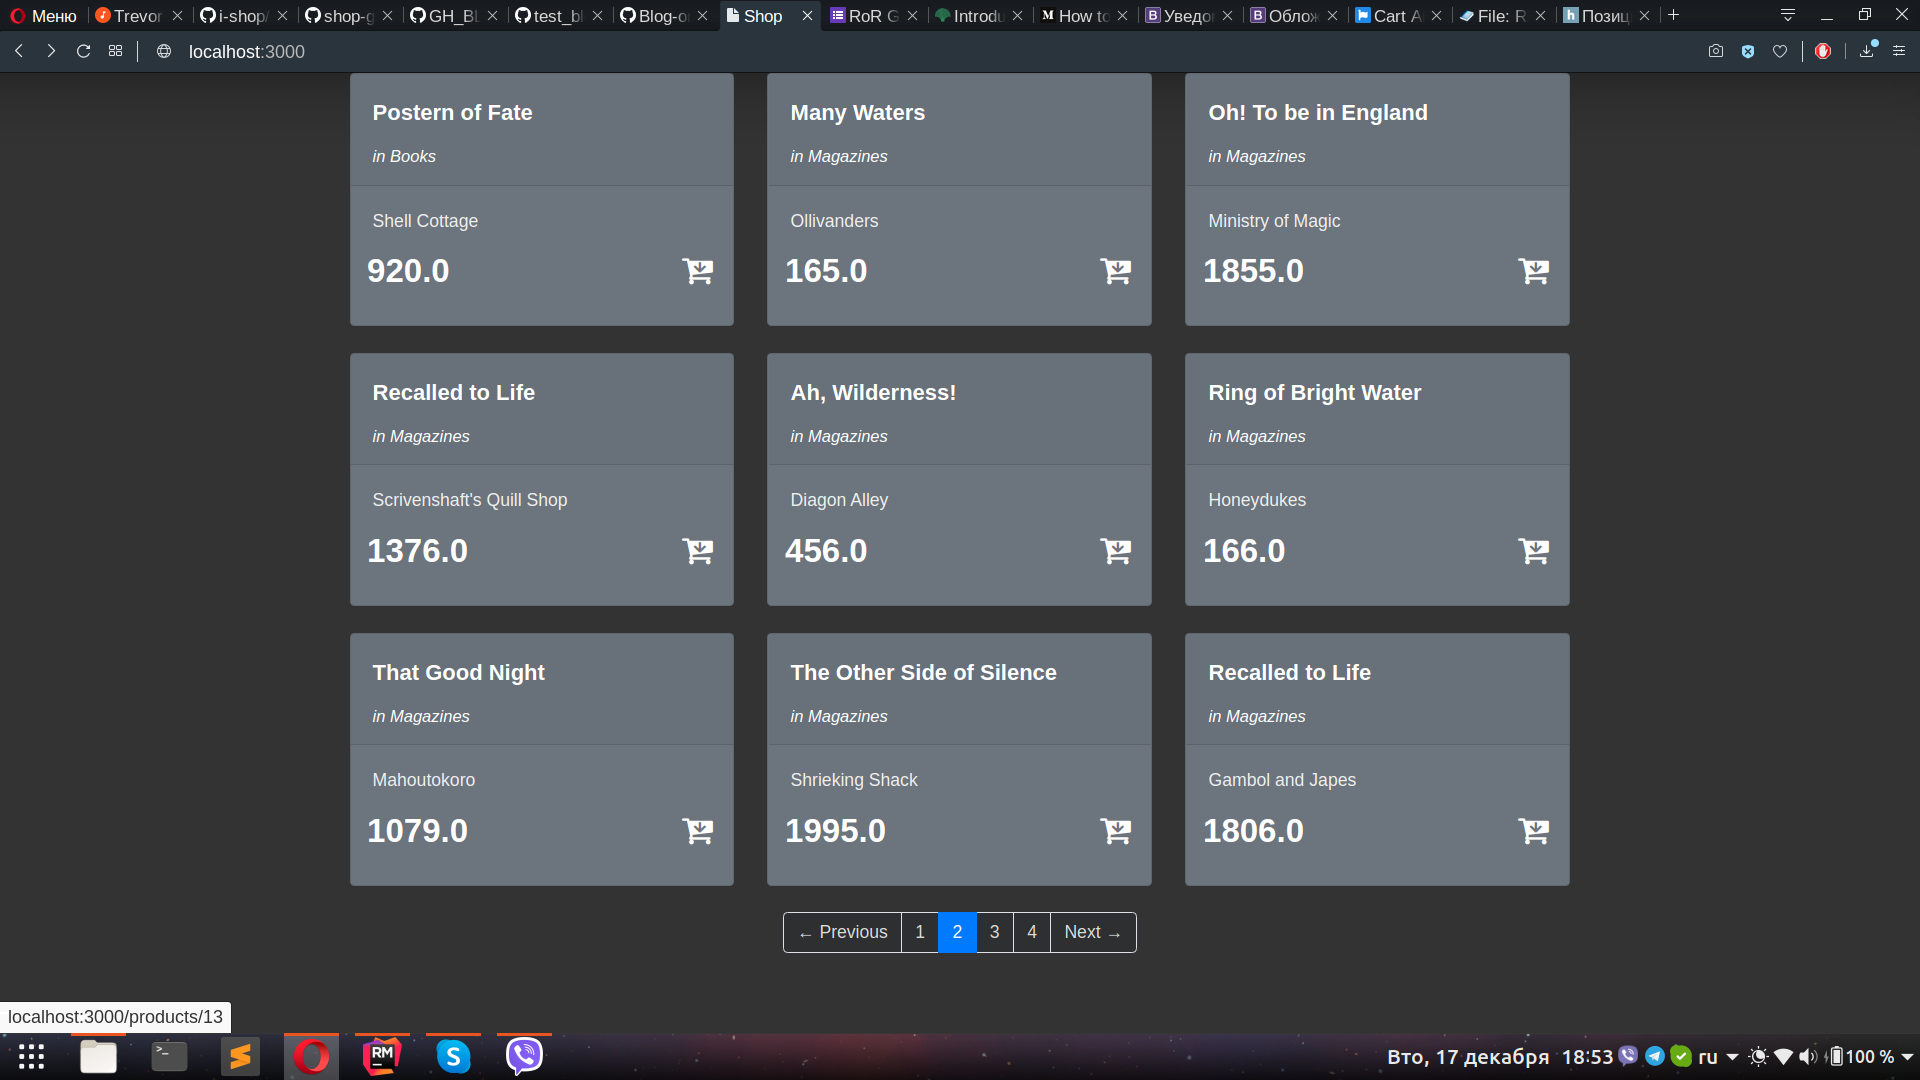 Меню
Trevor
i-shop/
shop-g
GH_BL
test_bi
Blog-o
Shop
RoR G
Introdu
How to
Уведо
Облож
Cart A
File: R
Позиц
localhost:3000
Postern of Fate
in Books
Shell Cottage
920.0
Many Waters
in Magazines
Ollivanders
165.0
Oh! To be in England
in Magazines
Ministry of Magic
1855.0
Recalled to Life
in Magazines
Scrivenshaft's Quill Shop
1376.0
Ah, Wilderness!
in Magazines
Diagon Alley
456.0
Ring of Bright Water
in Magazines
Honeydukes
166.0
That Good Night
in Magazines
Mahoutokoro
1079.0
The Other Side of Silence
in Magazines
Shrieking Shack
1995.0
Recalled to Life
in Magazines
Gambol and Japes
1806.0
← Previous 1 2 3 4 Next →
localhost:3000/products/13
RM
Вто, 17 декабря 18:53 ru 100 %